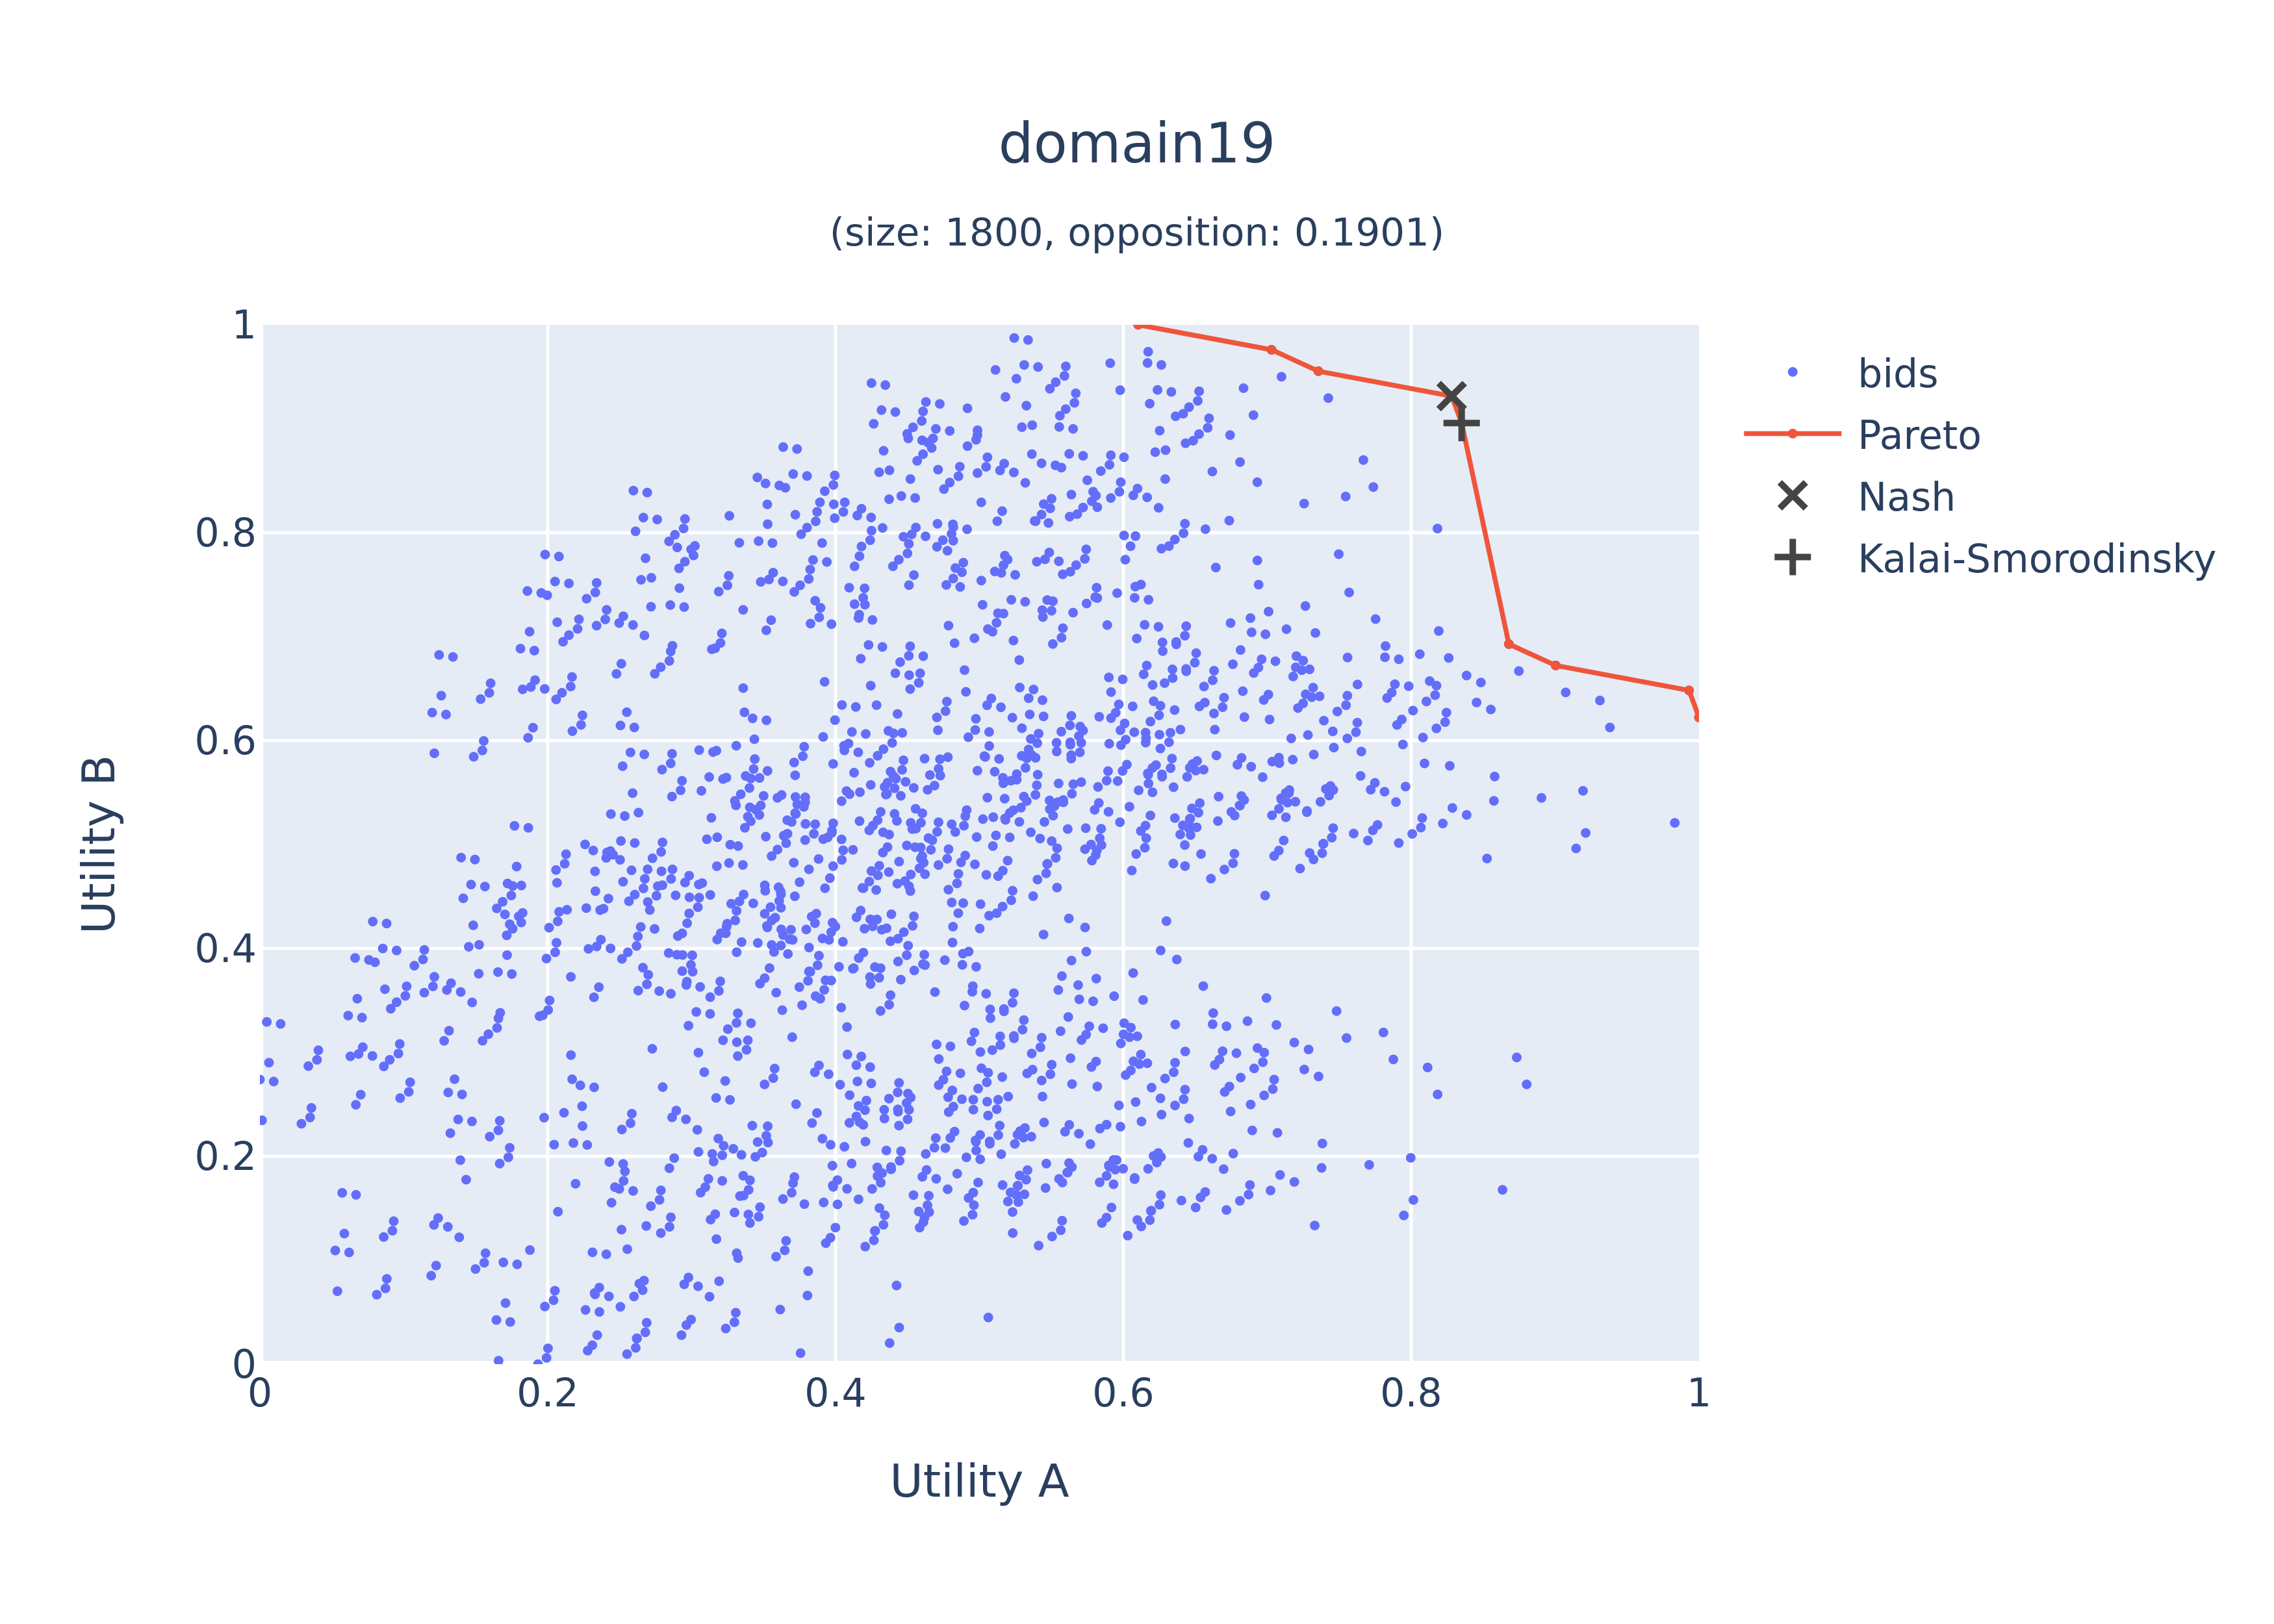 domain19
(size: 1800, opposition: 0.1901)
1
0.8
0.6
0.4
0.2
0
Utility B
0 0.2 0.4 0.6 0.8 1
Utility A
bids
Pareto
Nash
Kalai-Smorodinsky